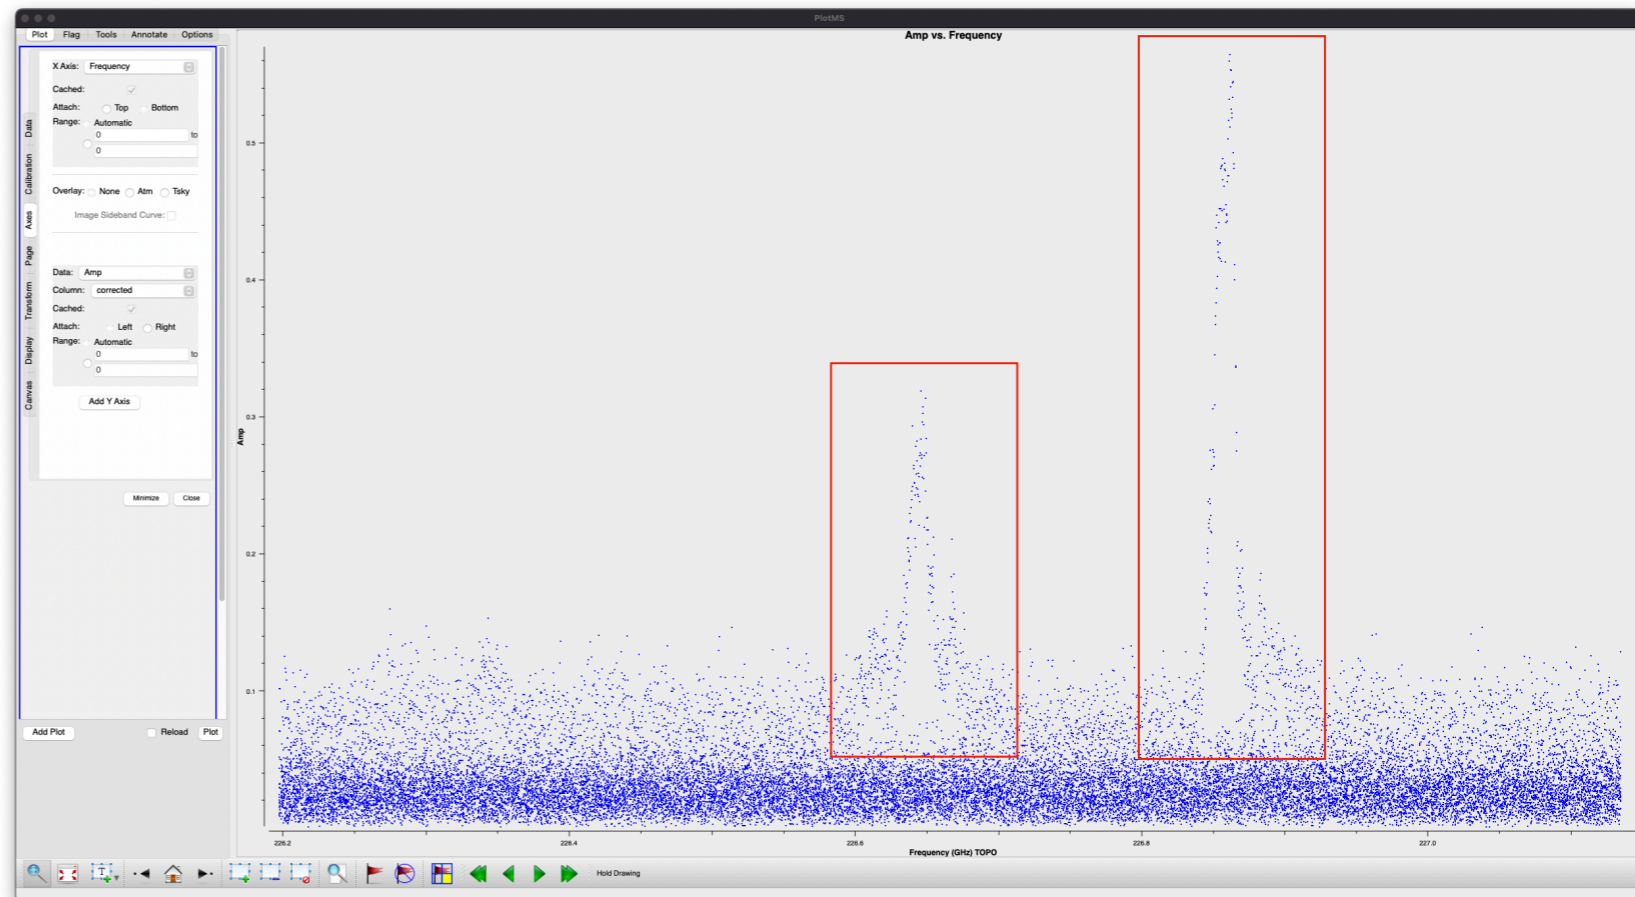 PlotMS
Plot Flag Tools Annotate Options
Data
Calibration
Axes
Page
Transform
Display
Canvas
X Axis: Frequency
Cached:
Attach: Top Bottom
Range: Automatic
0 to
0
Overlay: None Atm Tsky
Image Sideband Curve:
Data: Amp
Column: corrected
Cached:
Attach: Left Right
Range: Automatic
0 to
0
Add Y Axis
Minimize Close
Add Plot Reload Plot
Amp vs. Frequency
Amp
0.5
0.4
0.3
0.2
0.1
226.2 226.4 226.6 226.8 227.0
Frequency (GHz) TOPO
T
Hold Drawing